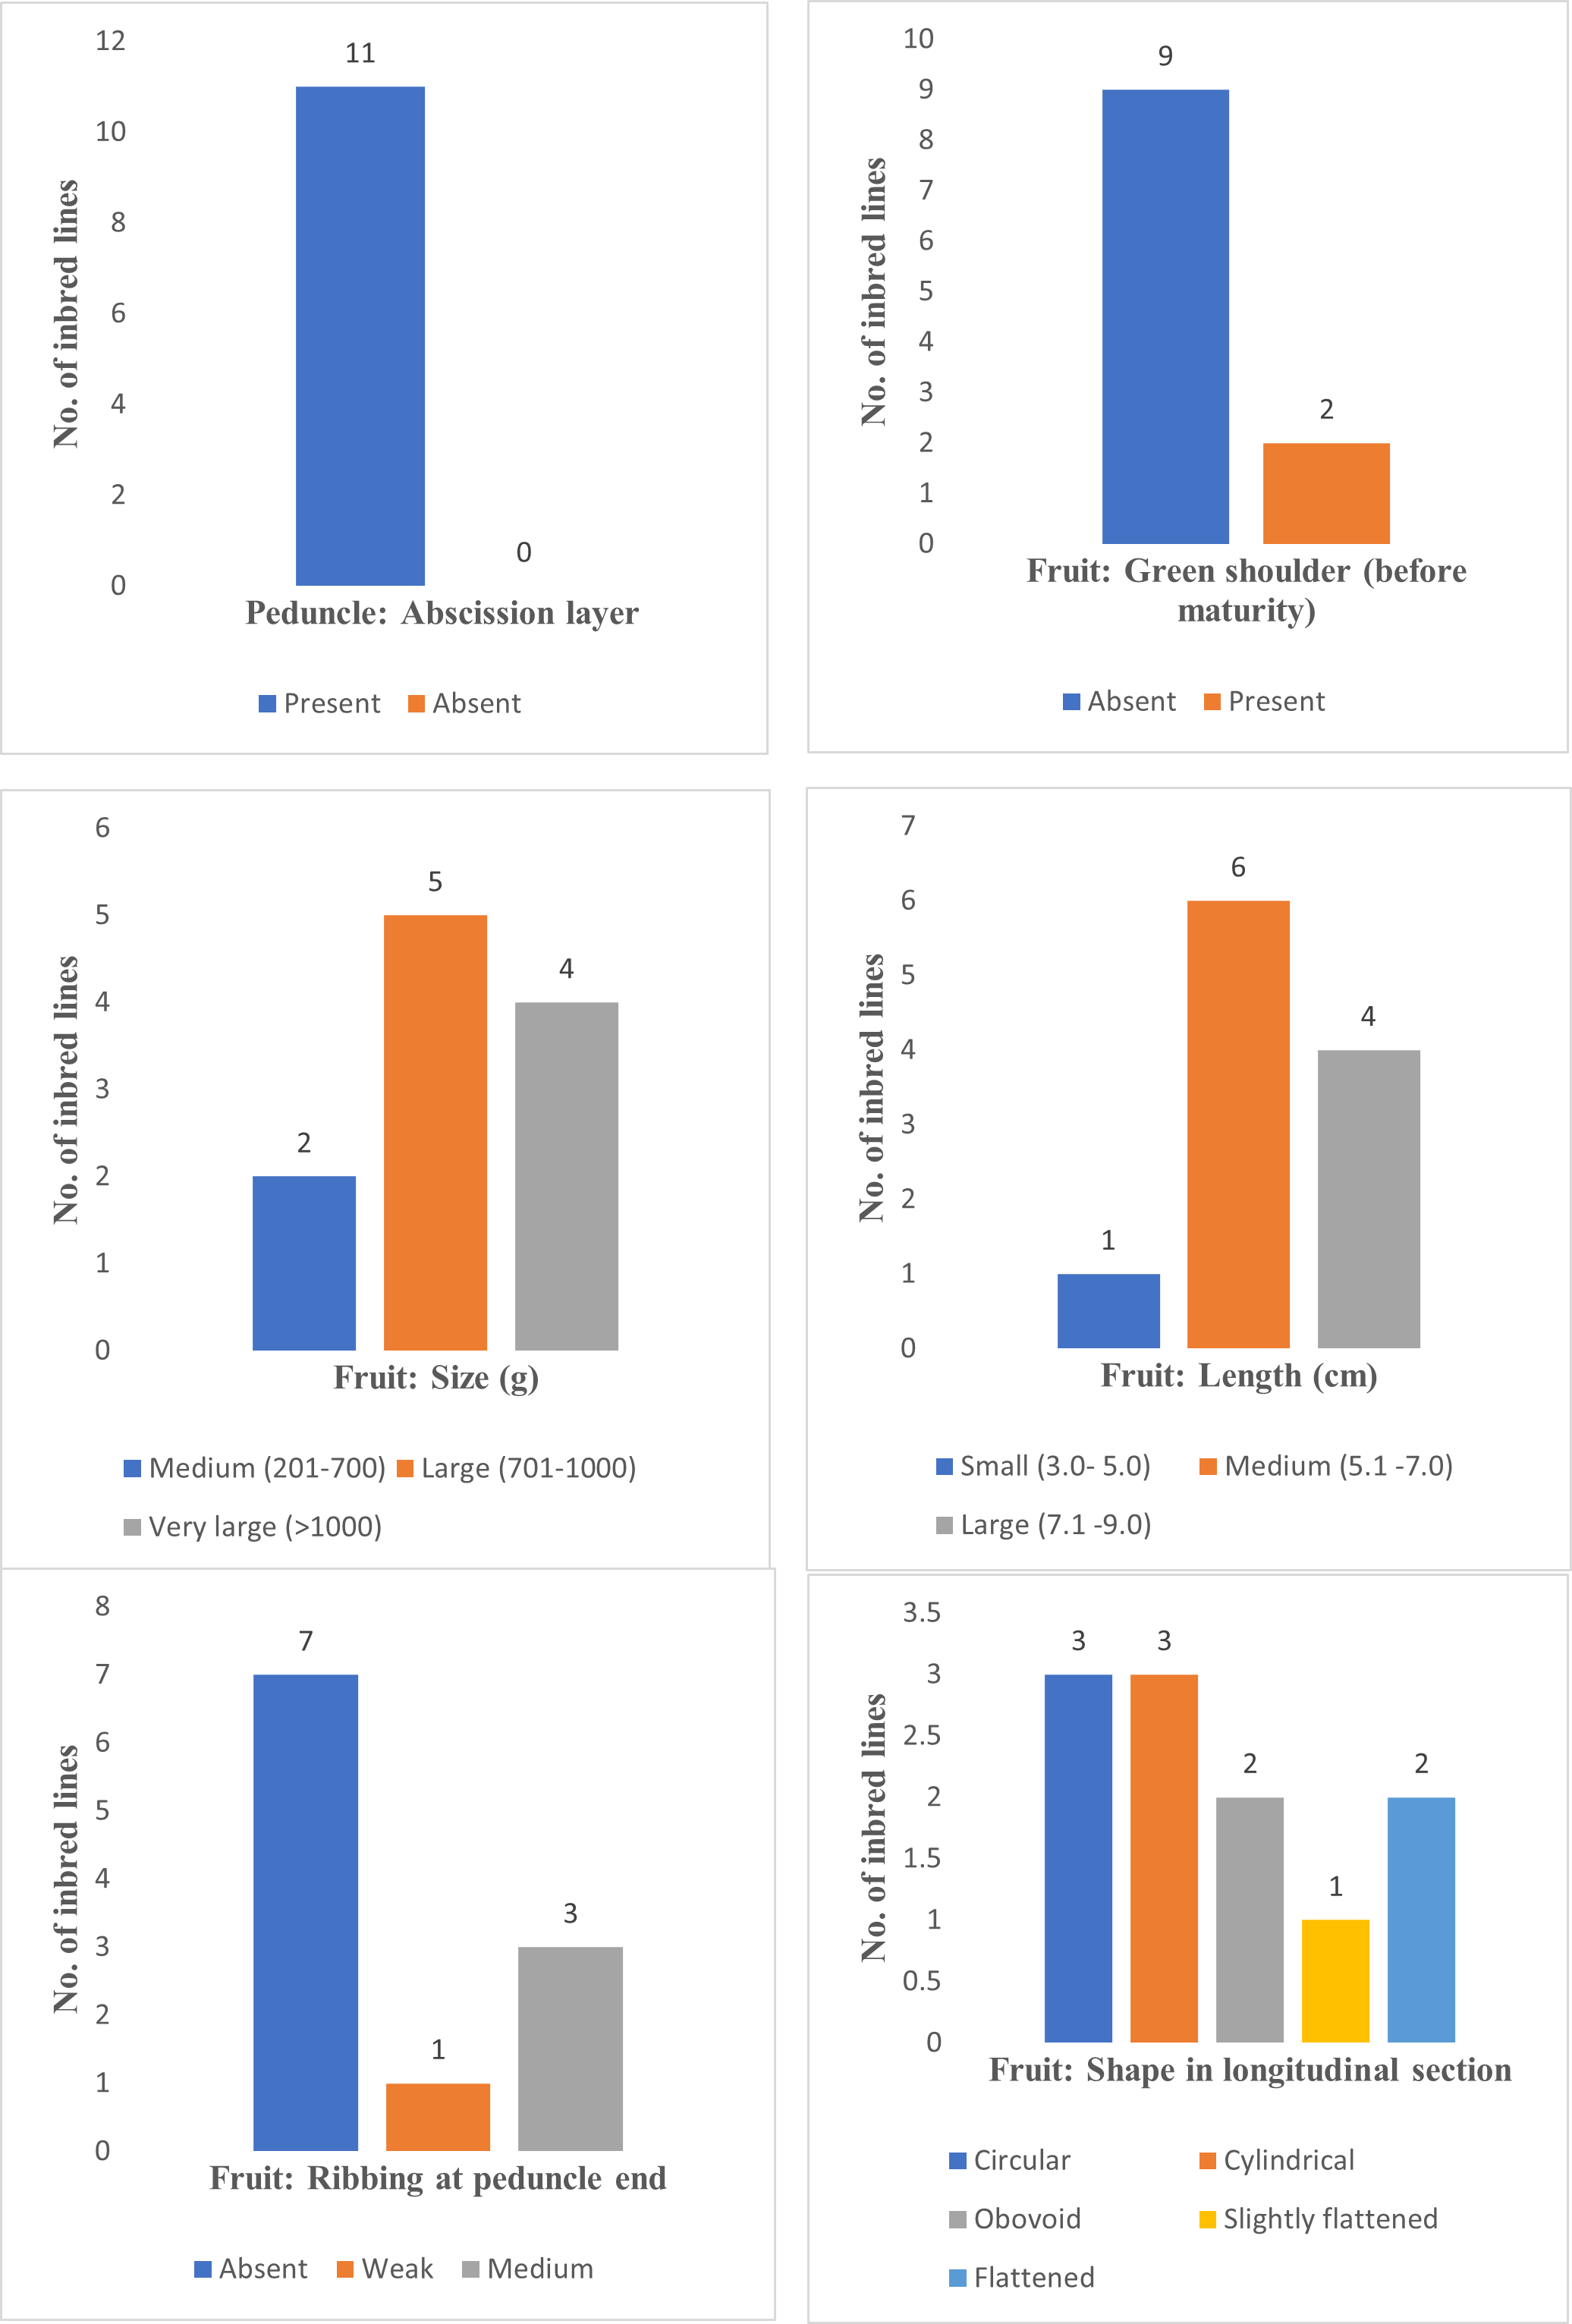 12
11
10
8
6
4
2
0
0
No. of inbred lines
Peduncle: Abscission layer
Present Absent
10
9
9
8
7
6
5
4
3
2
2
1
0
No. of inbred lines
Fruit: Green shoulder (before
maturity)
Absent Present
6
5
5
4
4
3
2
2
1
0
No. of inbred lines
Fruit: Size (g)
Medium (201-700) Large (701-1000)
Very large (>1000)
7
6
6
5
4
4
3
2
1
1
0
No. of inbred lines
Fruit: Length (cm)
Small (3.0- 5.0) Medium (5.1 -7.0)
Large (7.1 -9.0)
8
7
7
6
5
4
3
3
2
1
1
0
No. of inbred lines
Fruit: Ribbing at peduncle end
Absent Weak Medium
3.5
3 3
3
2.5
2 2
2
1.5
1
1
0.5
0
No. of inbred lines
Fruit: Shape in longitudinal section
Circular Cylindrical
Obovoid Slightly flattened
Flattened